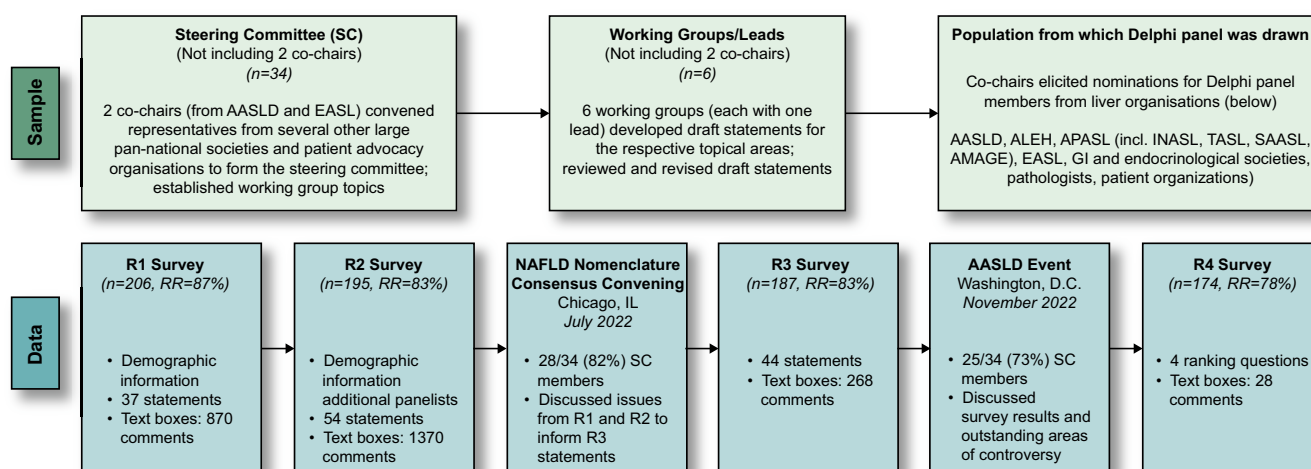 Sample
Steering Committee (SC)
(Not including 2 co-chairs)
(n=34)
2 co-chairs (from AASLD and EASL) convened
representatives from several other large
pan-national societies and patient advocacy
organisations to form the steering committee;
established working group topics
Working Groups/Leads
(Not including 2 co-chairs)
(n=6)
6 working groups (each with one
lead) developed draft statements for
the respective topical areas;
reviewed and revised draft statements
Population from which Delphi panel was drawn
Co-chairs elicited nominations for Delphi panel
members from liver organisations (below)
AASLD, ALEH, APASL (incl. INASL, TASL, SAASL,
AMAGE), EASL, GI and endocrinological societies,
pathologists, patient organizations)
Data
R1 Survey
(n=206, RR=87%)
• Demographic
information
• 37 statements
• Text boxes: 870
comments
R2 Survey
(n=195, RR=83%)
• Demographic
information
additional panelists
• 54 statements
• Text boxes: 1370
comments
NAFLD Nomenclature
Consensus Convening
Chicago, IL
July 2022
• 28/34 (82%) SC
members
• Discussed issues
from R1 and R2 to
inform R3
statements
R3 Survey
(n=187, RR=83%)
• 44 statements
• Text boxes: 268
comments
AASLD Event
Washington, D.C.
November 2022
• 25/34 (73%) SC
members
• Discussed
survey results and
outstanding areas
of controversy
R4 Survey
(n=174, RR=78%)
• 4 ranking questions
• Text boxes: 28
comments